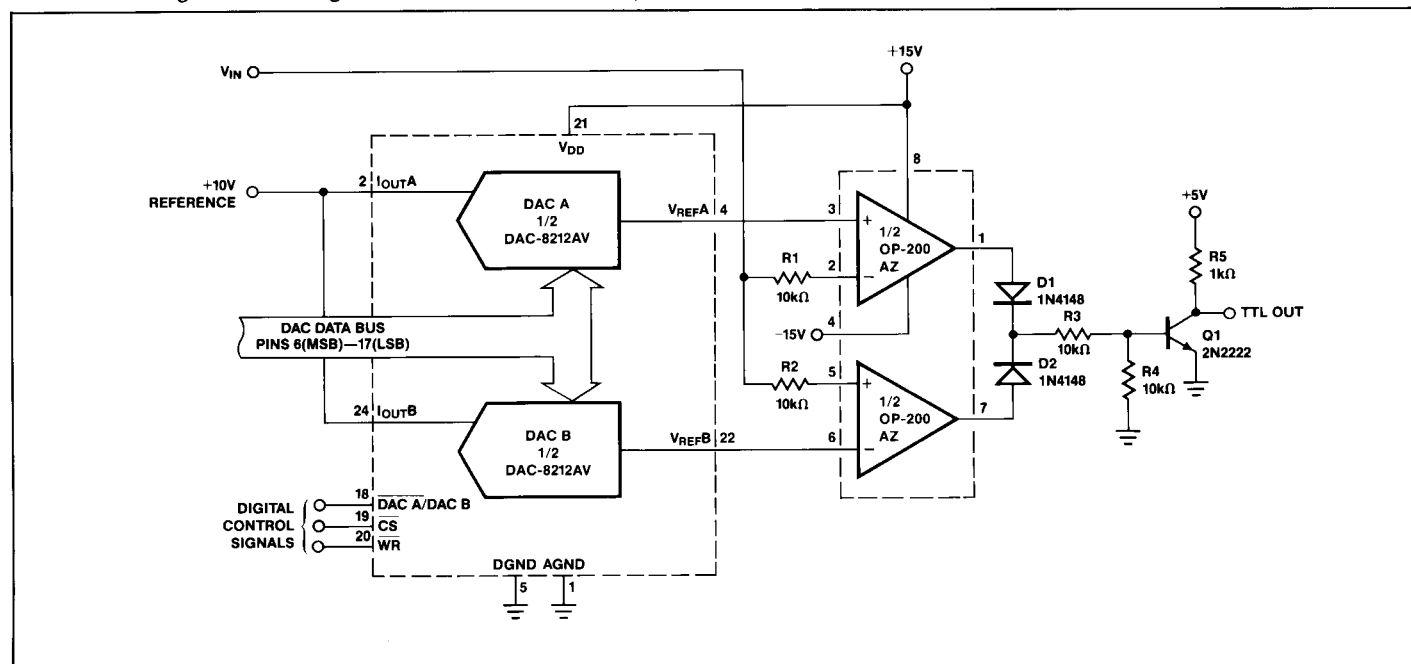 +15V
VIN
21
VDD
8
+10V
REFERENCE
2 IOUTA
DAC A
1/2
DAC-8212AV
VREFA 4
3
+
1/2
OP-200
AZ
1
2
−
R1
10kΩ
+5V
R5
1kΩ
D1
1N4148
R3
10kΩ
TTL OUT
Q1
2N2222
4
−15V
DAC DATA BUS
PINS 6(MSB)—17(LSB)
R2
10kΩ
D2
1N4148
R4
10kΩ
5
+
1/2
OP-200
AZ
7
6
−
24 IOUTB
DAC B
1/2
DAC-8212AV
VREFB 22
DIGITAL
CONTROL
SIGNALS
18 DAC A/DAC B
19 CS
20 WR
DGND AGND
5 1